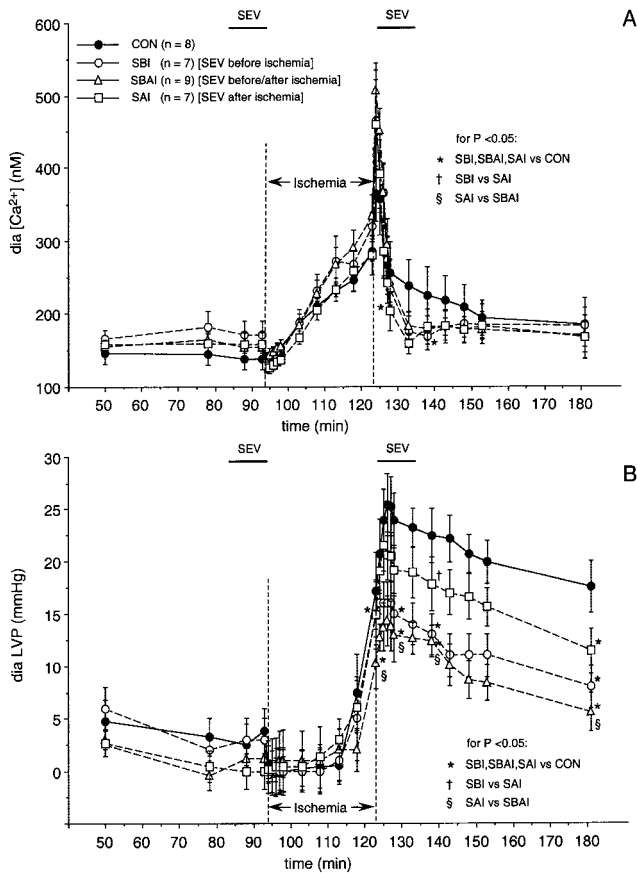 SEV SEV
A
600
500
400
300
200
100
dia [Ca2+] (nM)
CON (n = 8)
SBI (n = 7) [SEV before ischemia]
SBAI (n = 9) [SEV before/after ischemia]
SAI (n = 7) [SEV after ischemia]
Ischemia
for P <0.05:
* SBI,SBAI,SAI vs CON
† SBI vs SAI
§ SAI vs SBAI
*
*
50 60 70 80 90 100 110 120 130 140 150 160 170 180
time (min)
SEV SEV
B
30
25
20
15
10
5
0
dia LVP (mmHg)
†
* * *
§ § §
*
§
*
*
*
§
Ischemia
for P <0.05:
* SBI,SBAI,SAI vs CON
† SBI vs SAI
§ SAI vs SBAI
50 60 70 80 90 100 110 120 130 140 150 160 170 180
time (min)